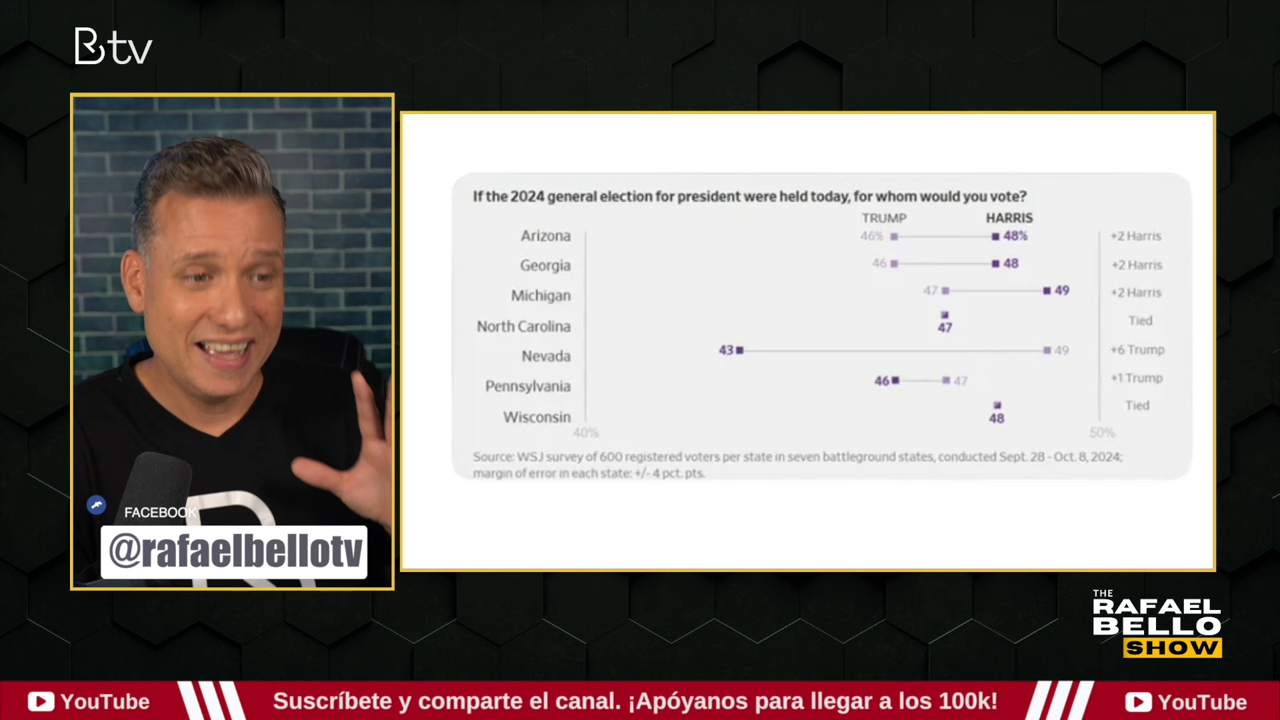 Btv
If the 2024 general election for president were held today, for whom would you vote?
TRUMP HARRIS
Arizona 46% 48% +2 Harris
Georgia 46 48 +2 Harris
Michigan 47 49 +2 Harris
North Carolina 47 Tied
Nevada 43 49 +6 Trump
Pennsylvania 46 47 +1 Trump
Wisconsin 48 Tied
40% 50%
Source: WSJ survey of 600 registered voters per state in seven battleground states, conducted Sept. 28 - Oct. 8, 2024;
margin of error in each state: +/- 4 pct. pts.
FACEBOOK
@rafaelbellotv
THE
RAFAEL
BELLO
SHOW
YouTube Suscríbete y comparte el canal. ¡Apóyanos para llegar a los 100k! YouTube